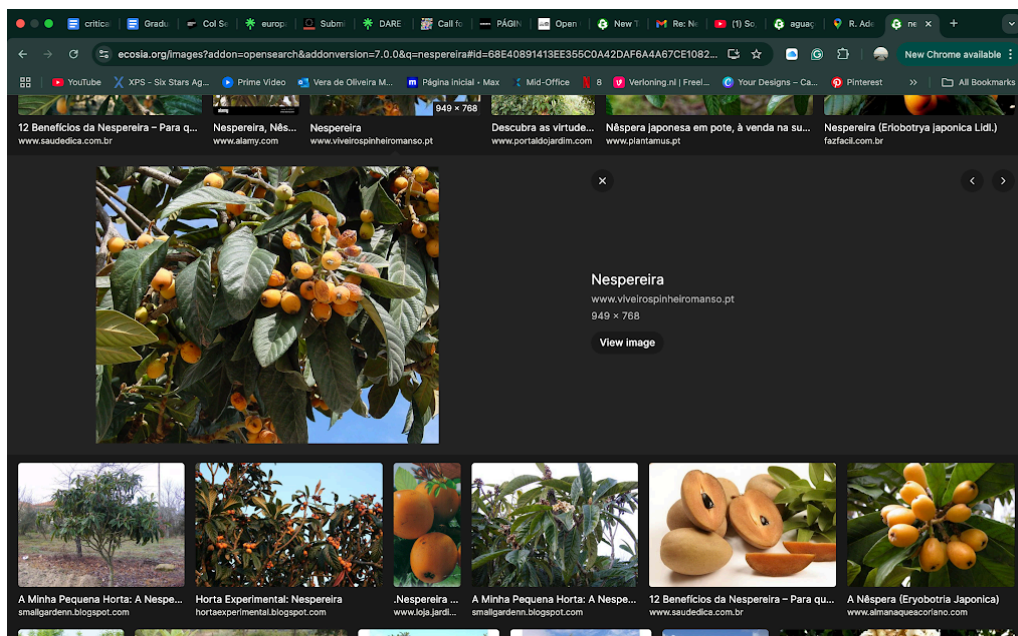 critica
Gradu
Col Se
europ
Submi
DARE
Call fo
PÁGIN
Open
New T
Re: Ne
(1) So
aguaç
R. Ade
ne
ecosia.org/images?addon=opensearch&addonversion=7.0.0&q=nespereira#id=68E40891413EE355C0A42DAF6A4A67CE1082...
New Chrome available
YouTube
XPS - Six Stars Ag...
Prime Video
Vera de Oliveira M...
Página inicial • Max
Mid-Office
8
Verloning.nl | Freel...
Your Designs – Ca...
Pinterest
All Bookmarks
949 × 768
12 Benefícios da Nespereira – Para q...
www.saudedica.com.br
Nespereira, Nês...
www.alamy.com
Nespereira
www.viveirospinheiromanso.pt
Descubra as virtude...
www.portaldojardim.com
Nêspera japonesa em pote, à venda na su...
www.plantamus.pt
Nespereira (Eriobotrya japonica Lidl.)
fazfacil.com.br
Nespereira
www.viveirospinheiromanso.pt
949 × 768
View image
A Minha Pequena Horta: A Nespe...
smallgardenn.blogspot.com
Horta Experimental: Nespereira
hortaexperimental.blogspot.com
.Nespereira ...
www.loja.jardi...
A Minha Pequena Horta: A Nespe...
smallgardenn.blogspot.com
12 Benefícios da Nespereira – Para qu...
www.saudedica.com.br
A Nêspera (Eryobotrya Japonica)
www.almanaqueacoriano.com